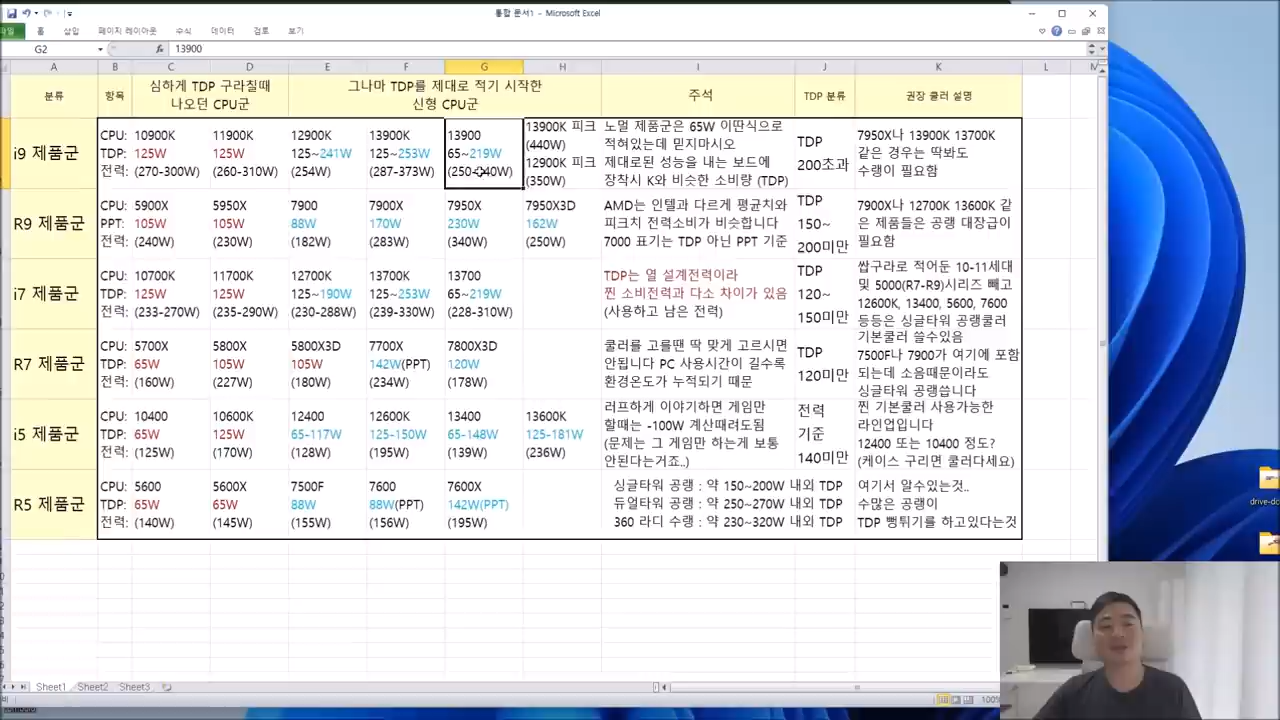 통합 문서1 - Microsoft Excel
파일 홈 삽입 페이지 레이아웃 수식 데이터 검토 보기
G2 fx 13900
A B C D E F G H I J K L M
분류 항목 심하게 TDP 구라칠때 나오던 CPU군 그나마 TDP를 제대로 적기 시작한 신형 CPU군 주석 TDP 분류 권장 쿨러 설명
i9 제품군
CPU: 10900K 11900K 12900K 13900K 13900
TDP: 125W 125W 125~241W 125~253W 65~219W
전력: (270-300W) (260-310W) (254W) (287-373W) (250-340W)
13900K 피크
(440W)
12900K 피크
(350W)
노멀 제품군은 65W 이딴식으로
적혀있는데 믿지마시오
제대로된 성능을 내는 보드에
장착시 K와 비슷한 소비량 (TDP)
TDP
200초과
7950X나 13900K 13700K
같은 경우는 딱봐도
수랭이 필요함
R9 제품군
CPU: 5900X 5950X 7900 7900X 7950X 7950X3D
PPT: 105W 105W 88W 170W 230W 162W
전력: (240W) (230W) (182W) (283W) (340W) (250W)
AMD는 인텔과 다르게 평균치와
피크치 전력소비가 비슷합니다
7000 표기는 TDP 아닌 PPT 기준
TDP
150~
200미만
7900X나 12700K 13600K 같
은 제품들은 공랭 대장급이
필요함
i7 제품군
CPU: 10700K 11700K 12700K 13700K 13700
TDP: 125W 125W 125~190W 125~253W 65~219W
전력: (233-270W) (235-290W) (230-288W) (239-330W) (228-310W)
TDP는 열 설계전력이라
찐 소비전력과 다소 차이가 있음
(사용하고 남은 전력)
TDP
120~
150미만
쌉구라로 적어둔 10-11세대
및 5000(R7-R9)시리즈 빼고
12600K, 13400, 5600, 7600
등등은 싱글타워 공랭쿨러
기본쿨러 쓸수있음
R7 제품군
CPU: 5700X 5800X 5800X3D 7700X 7800X3D
TDP: 65W 105W 105W 142W(PPT) 120W
전력: (160W) (227W) (180W) (234W) (178W)
쿨러를 고를땐 딱 맞게 고르시면
안됩니다 PC 사용시간이 길수록
환경온도가 누적되기 때문
TDP
120미만
7500F나 7900가 여기에 포함
되는데 소음때문이라도
싱글타워 공랭씁니다
i5 제품군
CPU: 10400 10600K 12400 12600K 13400 13600K
TDP: 65W 125W 65-117W 125-150W 65-148W 125-181W
전력: (125W) (170W) (128W) (195W) (139W) (236W)
러프하게 이야기하면 게임만
할때는 -100W 계산때려도됨
(문제는 그 게임만 하는게 보통
안된다는거죠..)
전력
기준
140미만
찐 기본쿨러 사용가능한
라인업입니다
12400 또는 10400 정도?
(케이스 구리면 쿨러다세요)
R5 제품군
CPU: 5600 5600X 7500F 7600 7600X
TDP: 65W 65W 88W 88W(PPT) 142W(PPT)
전력: (140W) (145W) (155W) (156W) (195W)
싱글타워 공랭 : 약 150~200W 내외 TDP
듀얼타워 공랭 : 약 250~270W 내외 TDP
360 라디 수랭 : 약 230~320W 내외 TDP
여기서 알수있는것..
수많은 공랭이
TDP 뻥튀기를 하고있다는것
Sheet1 Sheet2 Sheet3
100%